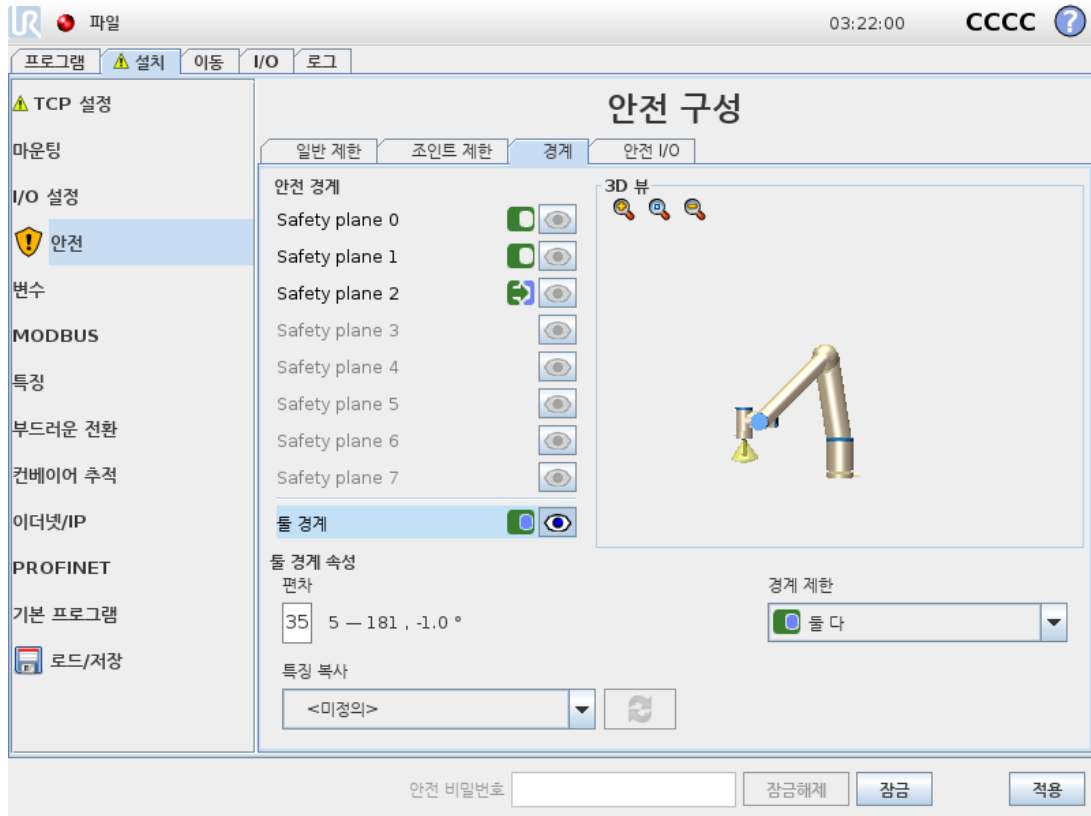 UR 파일 03:22:00 CCCC ?
프로그램 설치 이동 I/O 로그
TCP 설정
마운팅
I/O 설정
안전
변수
MODBUS
특징
부드러운 전환
컨베이어 추적
이더넷/IP
PROFINET
기본 프로그램
로드/저장
안전 구성
일반 제한 조인트 제한 경계 안전 I/O
안전 경계
Safety plane 0
Safety plane 1
Safety plane 2
Safety plane 3
Safety plane 4
Safety plane 5
Safety plane 6
Safety plane 7
툴 경계
3D 뷰
툴 경계 속성
편차
35 5 — 181 , -1.0 °
경계 제한
둘 다
특징 복사
<미정의>
안전 비밀번호 잠금해제 잠금 적용